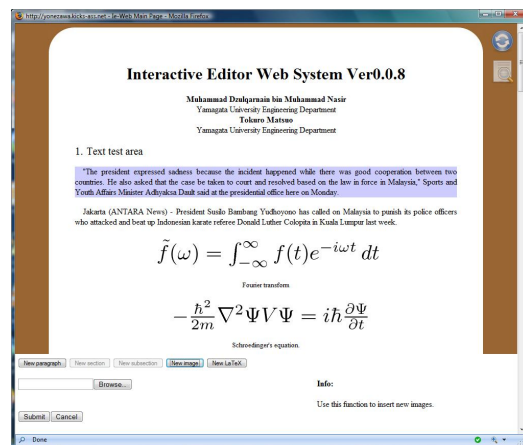 http://yonezawa.kicks-ass.net - Ie-Web Main Page - Mozilla Firefox
Interactive Editor Web System Ver0.0.8
Muhammad Dzulqarnain bin Muhammad Nasir
Yamagata University Engineering Department
Tokuro Matsuo
Yamagata University Engineering Department
1. Text test area
"The president expressed sadness because the incident happened while there was good cooperation between two
countries. He also asked that the case be taken to court and resolved based on the law in force in Malaysia," Sports and
Youth Affairs Minister Adhyaksa Dault said at the presidential office here on Monday.
Jakarta (ANTARA News) - President Susilo Bambang Yudhoyono has called on Malaysia to punish its police officers
who attacked and beat up Indonesian karate referee Donald Luther Colopita in Kuala Lumpur last week.
f̃(ω) = ∫_{-∞}^{∞} f(t)e^{-iωt} dt
Fourier transform
-ħ²/2m ∇²ΨVΨ = iħ ∂Ψ/∂t
Schroedinger's equation.
New paragraph New section New subsection New image New LaTeX
Browse... Info:
Use this function to insert new images.
Submit Cancel
Done